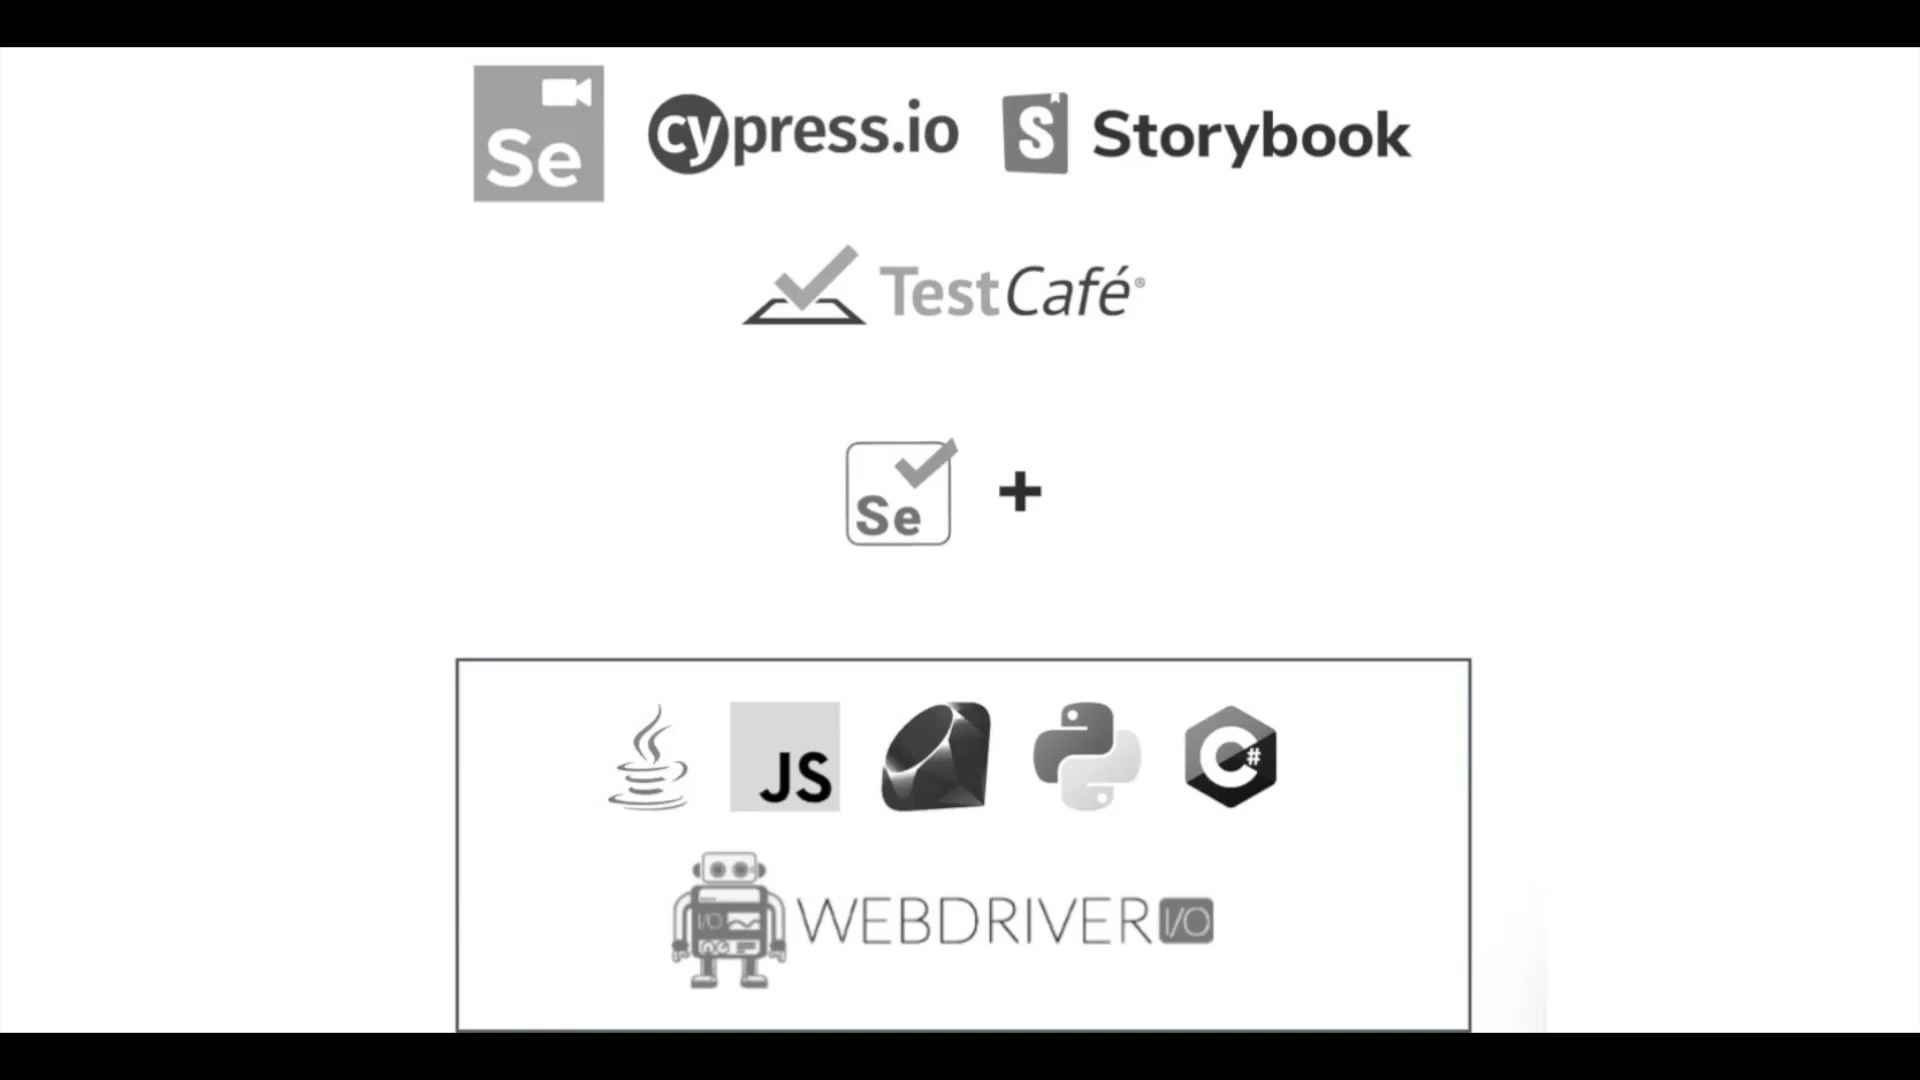 Se cypress.io S Storybook
TestCafé®
Se +
JS C#
I/O WEBDRIVER I/O